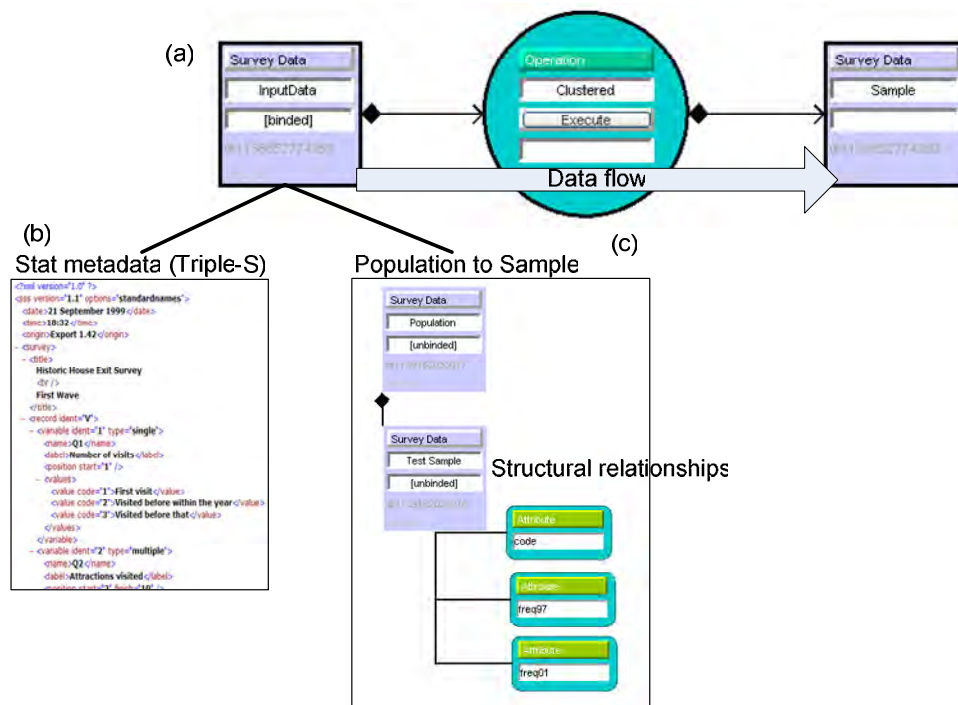 (a)
Survey Data
InputData
[binded]
Operation
Clustered
Execute
Survey Data
Sample
Data flow
(b)
Stat metadata (Triple-S)
<?xml version="1.0" ?>
<sss version="1.1" options="standardnames">
<date>21 September 1999</date>
<time>10:32</time>
<origin>Export 1.42</origin>
- <survey>
- <title>
Historic House Exit Survey
<br />
First Wave
</title>
- <record ident="V">
- <variable ident="1" type="single">
<name>Q1</name>
<label>Number of visits</label>
<position start="1" />
- <values>
<value code="1">First visit</value>
<value code="2">Visited before within the year</value>
<value code="3">Visited before that</value>
</values>
</variable>
- <variable ident="2" type="multiple">
<name>Q2</name>
<label>Attractions visited</label>
(c)
Population to Sample
Survey Data
Population
[unbinded]
Survey Data
Test Sample
[unbinded]
Structural relationships
Attribute
code
Attribute
freq97
Attribute
freq01